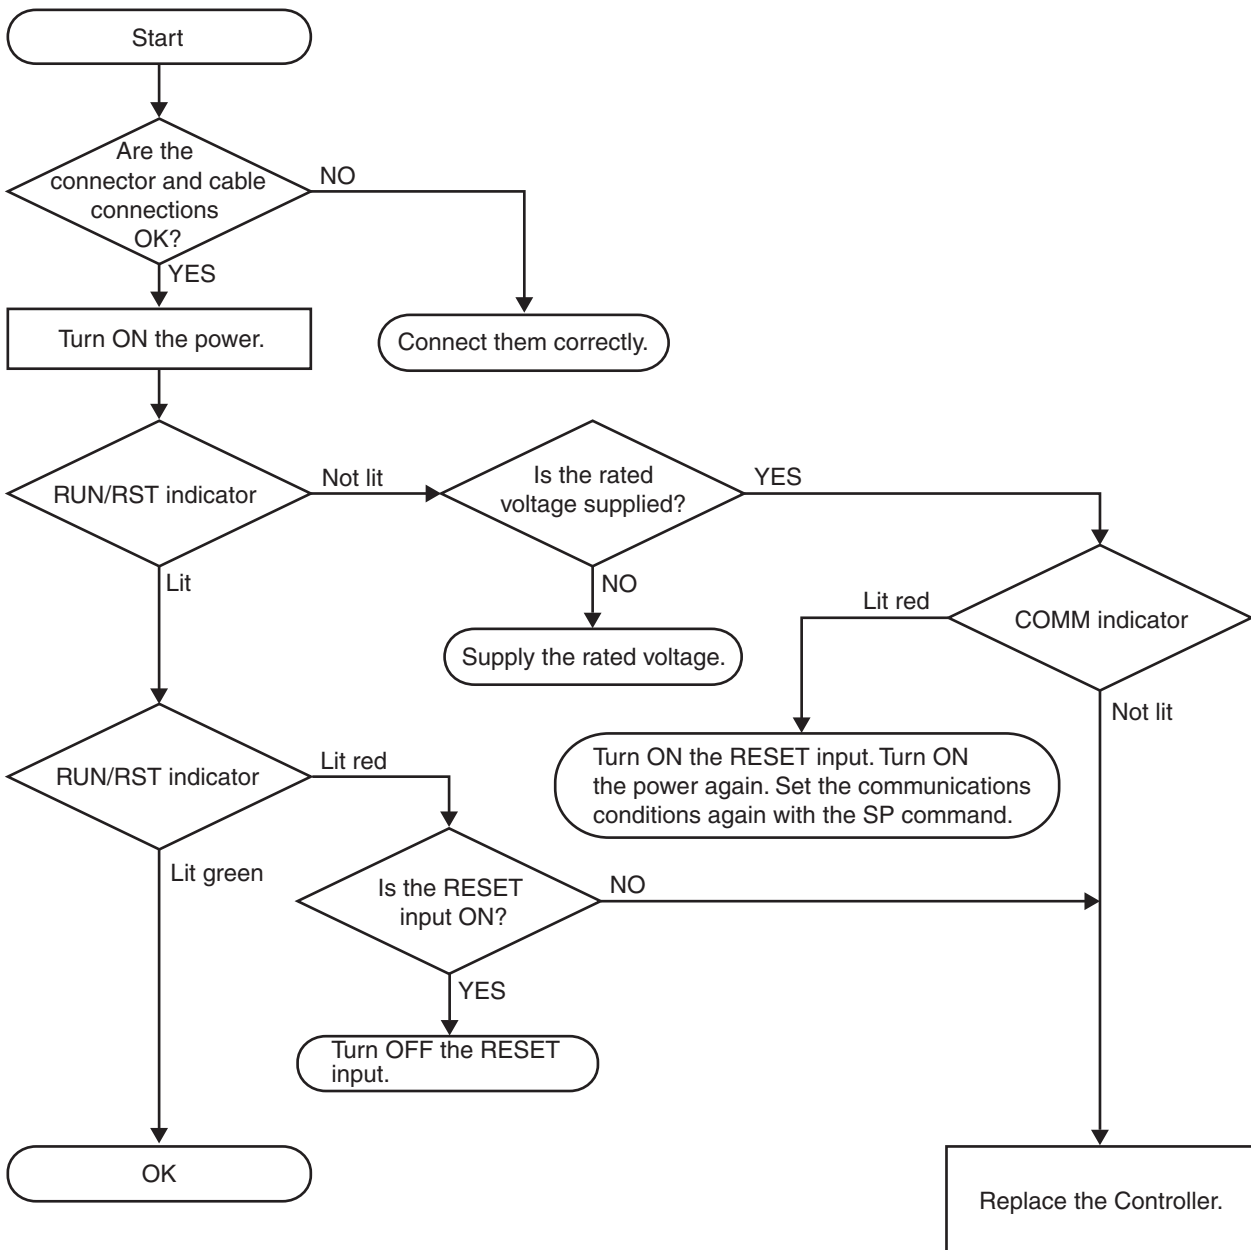 Start
Are the
connector and cable
connections
OK?
NO
YES
Turn ON the power.
Connect them correctly.
RUN/RST indicator
Not lit
Is the rated
voltage supplied?
YES
Lit
NO
Lit red
COMM indicator
Supply the rated voltage.
Not lit
RUN/RST indicator
Lit red
Turn ON the RESET input. Turn ON
the power again. Set the communications
conditions again with the SP command.
Lit green
Is the RESET
input ON?
NO
YES
Turn OFF the RESET
input.
OK
Replace the Controller.